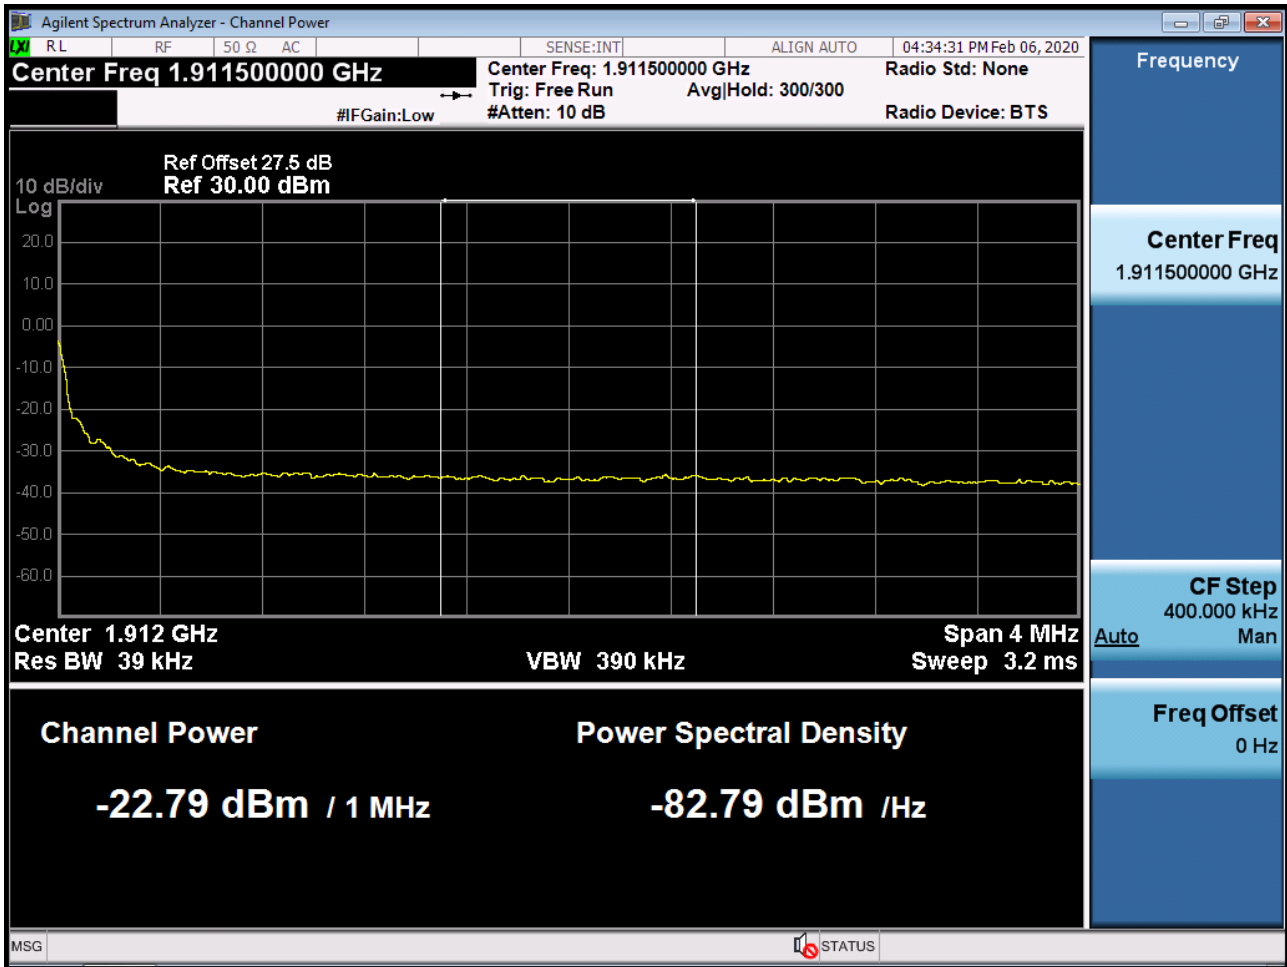 Agilent Spectrum Analyzer - Channel Power
LXI RL RF 50 Ω AC SENSE:INT ALIGN AUTO 04:34:31 PM Feb 06, 2020
Center Freq 1.911500000 GHz
#IFGain:Low
Center Freq: 1.911500000 GHz
Trig: Free Run Avg|Hold: 300/300
#Atten: 10 dB
Radio Std: None
Radio Device: BTS
Ref Offset 27.5 dB
10 dB/div Ref 30.00 dBm
Log
20.0
10.0
0.00
-10.0
-20.0
-30.0
-40.0
-50.0
-60.0
Center 1.912 GHz Span 4 MHz
Res BW 39 kHz VBW 390 kHz Sweep 3.2 ms
Channel Power Power Spectral Density
-22.79 dBm / 1 MHz -82.79 dBm /Hz
Frequency
Center Freq
1.911500000 GHz
CF Step
400.000 kHz
Auto Man
Freq Offset
0 Hz
MSG STATUS